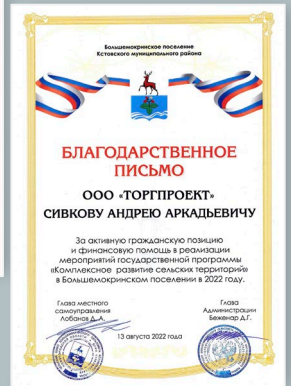 Большемокринское поселение
Кстовского муниципального района
БЛАГОДАРСТВЕННОЕ
ПИСЬМО
ООО «ТОРГПРОЕКТ»
СИВКОВУ АНДРЕЮ АРКАДЬЕВИЧУ
За активную гражданскую позицию
и финансовую помощь в реализации
мероприятий государственной программы
«Комплексное развитие сельских территорий»
в Большемокринском поселении в 2022 году.
Глава местного
самоуправления
Лобанов Д.А.
Глава
Администрации
Беженар Д.Г.
13 августа 2022 года